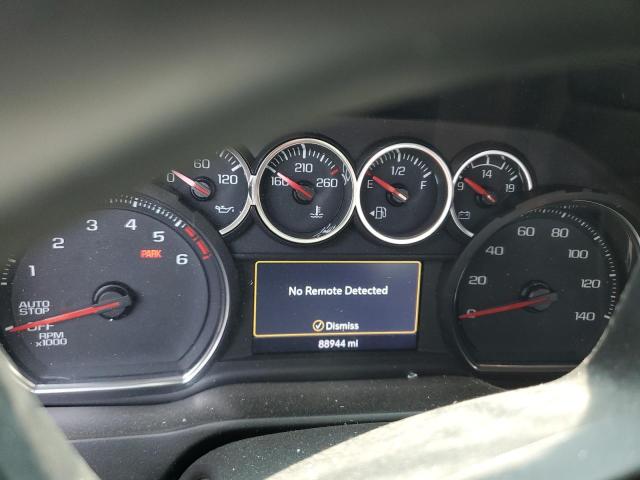 0 60 120
160 210 260
E 1/2 F
9 14 19
1 2 3 4 5 6
PARK
AUTO
STOP
OFF
RPM
x1000
No Remote Detected
Dismiss
88944 mi
0 20 40 60 80 100 120 140